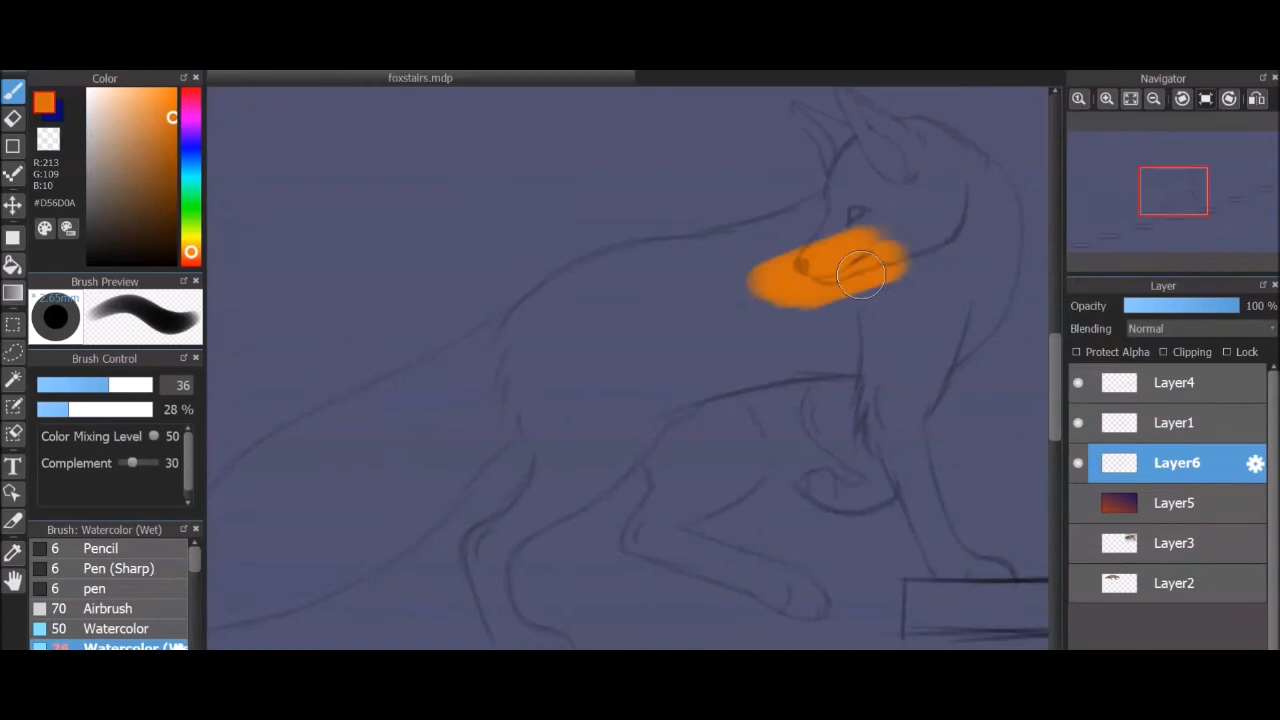 Color
foxstairs.mdp
Navigator
R:213
G:109
B:10
#D56D0A
Brush Preview
* 2.65mm
Brush Control
36
28 %
Color Mixing Level 50
Complement 30
Brush: Watercolor (Wet)
6 Pencil
6 Pen (Sharp)
6 pen
70 Airbrush
50 Watercolor
Layer
Opacity 100 %
Blending Normal
Protect Alpha Clipping Lock
Layer4
Layer1
Layer6
Layer5
Layer3
Layer2